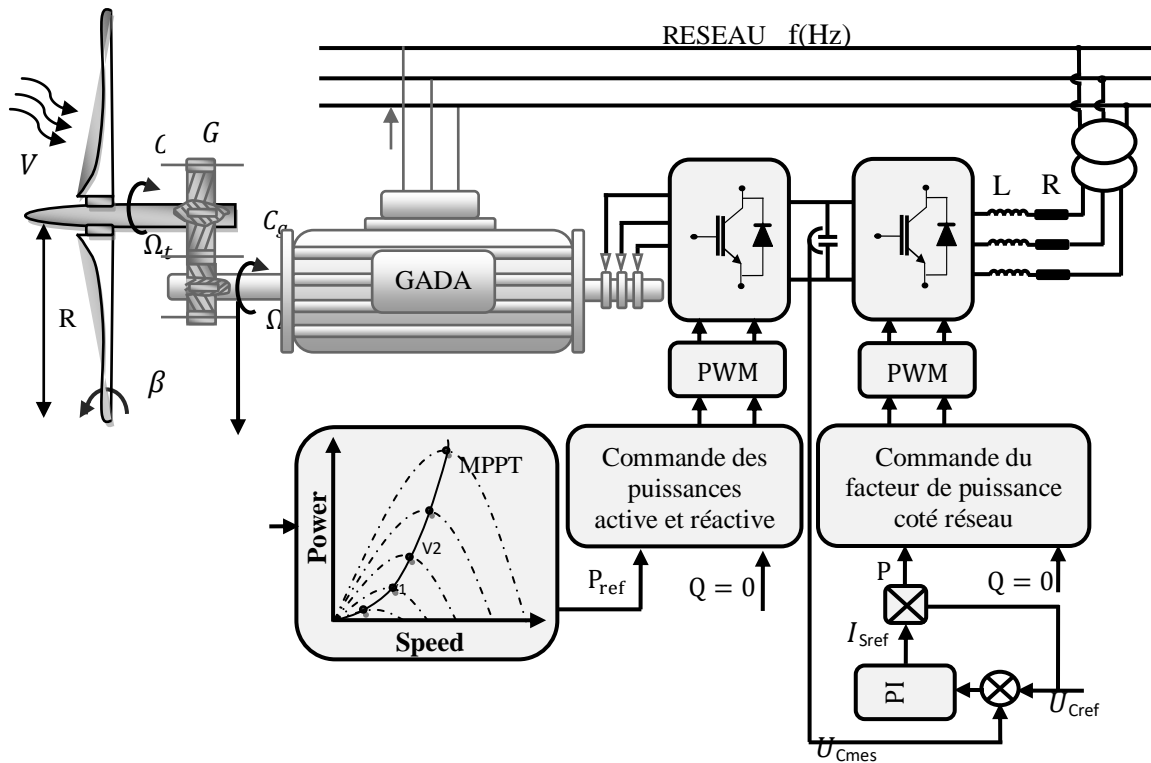 RESEAU f(Hz)
G
V
C_g
Ω_t
R
β
GADA
L R
PWM
PWM
MPPT
V2
Power
Speed
Commande des
puissances
active et réactive
Commande du
facteur de puissance
coté réseau
P_ref
Q = 0
P
Q = 0
I_Sref
PI
U_Cref
U_Cmes